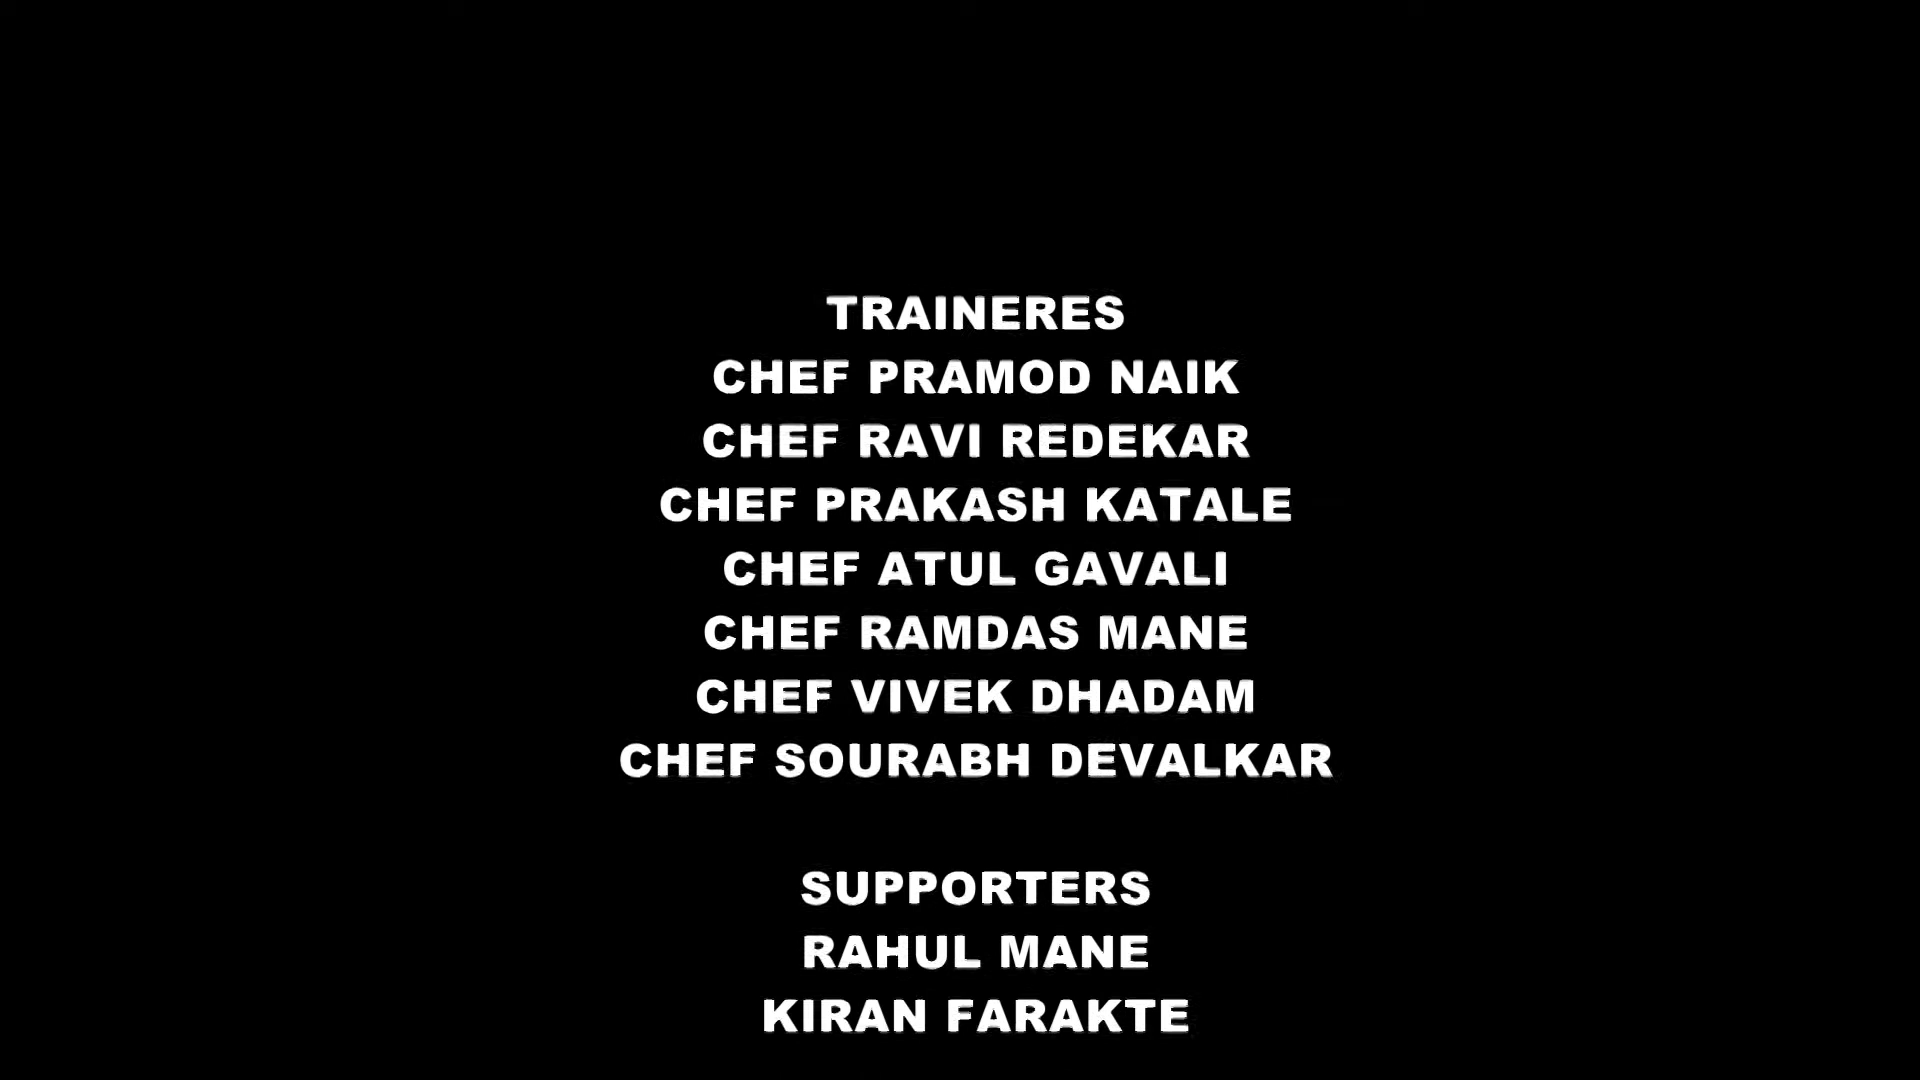 TRAINERES
CHEF PRAMOD NAIK
CHEF RAVI REDEKAR
CHEF PRAKASH KATALE
CHEF ATUL GAVALI
CHEF RAMDAS MANE
CHEF VIVEK DHADAM
CHEF SOURABH DEVALKAR
SUPPORTERS
RAHUL MANE
KIRAN FARAKTE